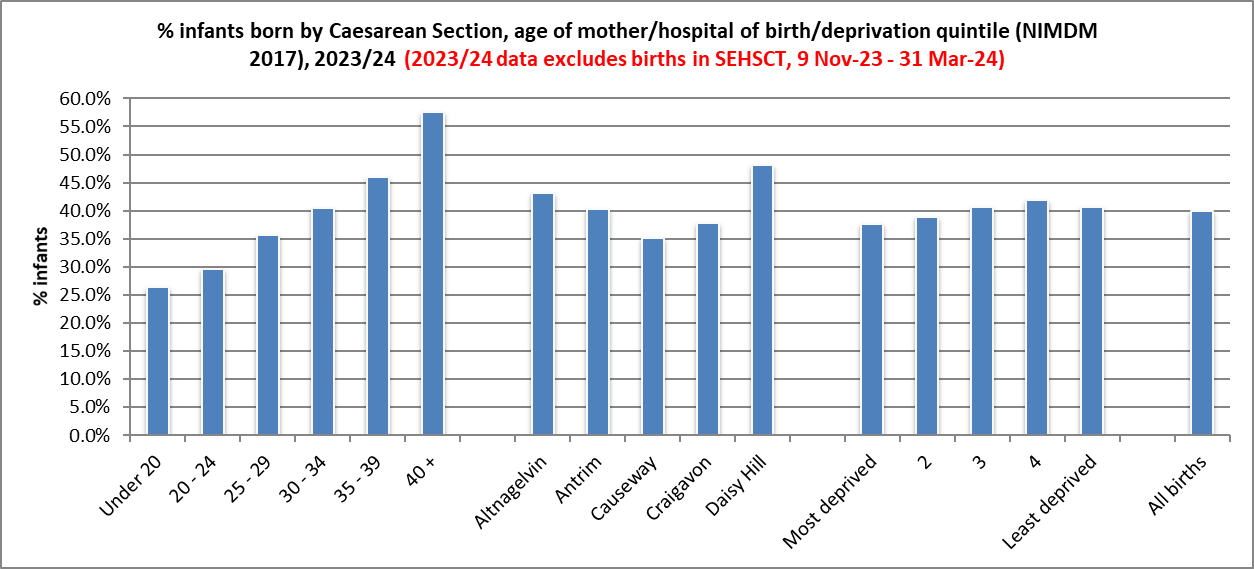 % infants born by Caesarean Section, age of mother/hospital of birth/deprivation quintile (NIMDM
2017), 2023/24 (2023/24 data excludes births in SEHSCT, 9 Nov-23 - 31 Mar-24)
% infants
60.0%
55.0%
50.0%
45.0%
40.0%
35.0%
30.0%
25.0%
20.0%
15.0%
10.0%
5.0%
0.0%
Under 20
20 - 24
25 - 29
30 - 34
35 - 39
40 +
Altnagelvin
Antrim
Causeway
Craigavon
Daisy Hill
Most deprived
2
3
4
Least deprived
All births